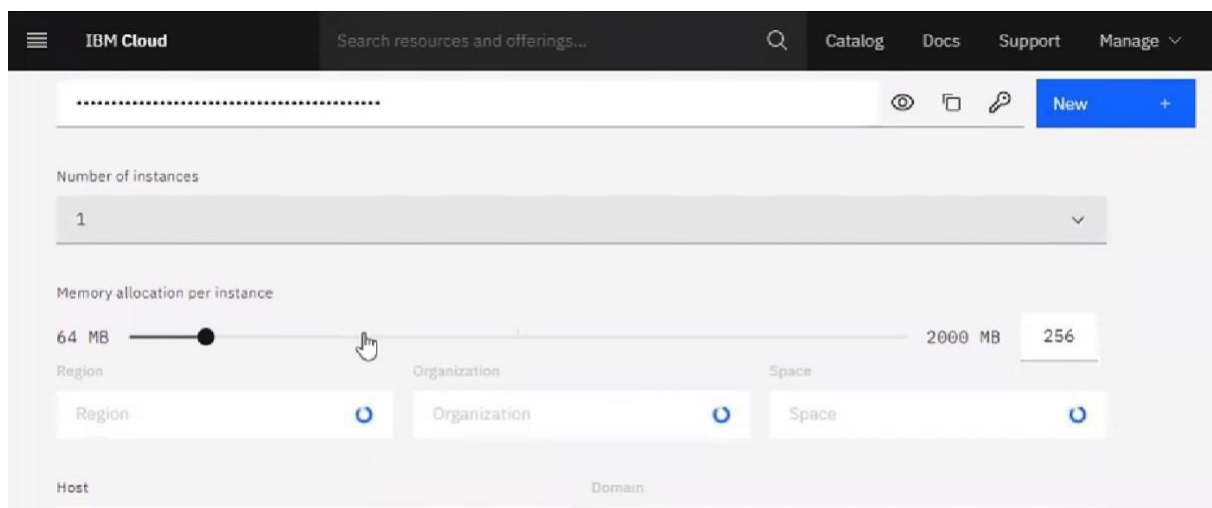 IBM Cloud Search resources and offerings... Catalog Docs Support Manage
•••••••••••••••••••••••••••••••••••••••••••• New +
Number of instances
1
Memory allocation per instance
64 MB 2000 MB 256
Region Organization Space
Region Organization Space
Host Domain